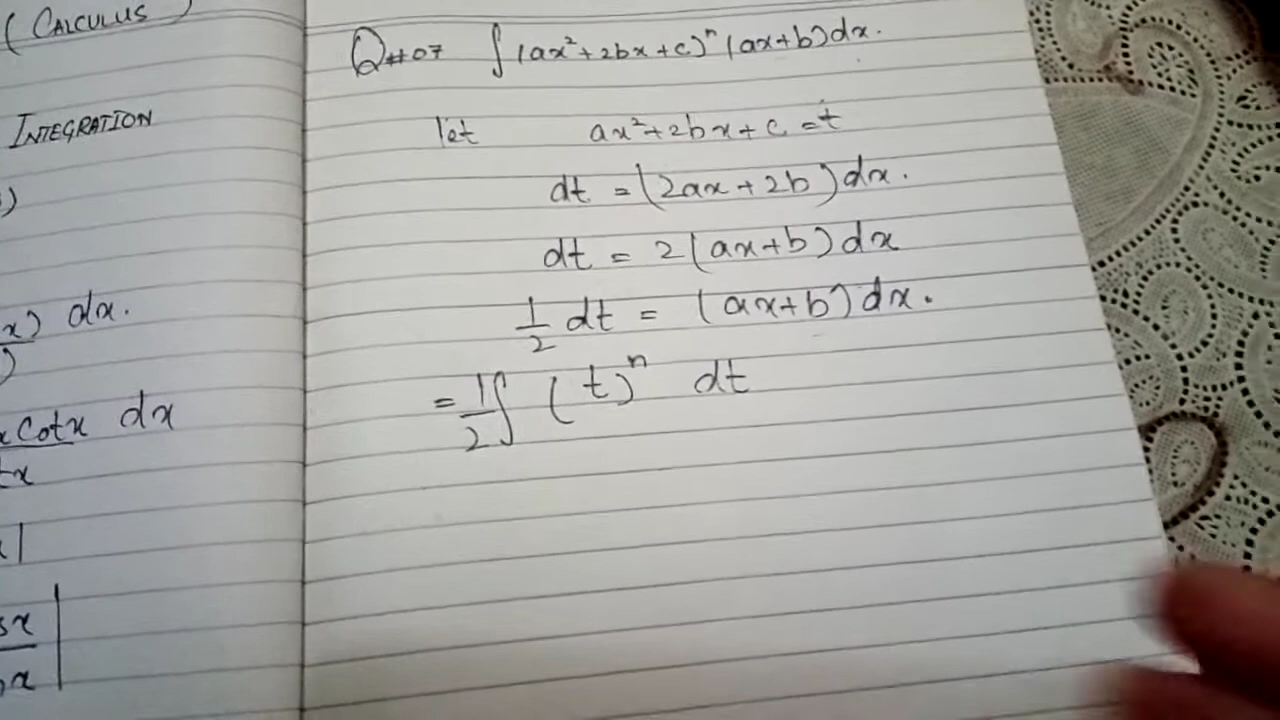 ( CALCULUS )
INTEGRATION
x) dx.
x Cotx dx
Q#07 ∫(ax²+2bx+c)ⁿ(ax+b)dx.
let ax²+2bx+c=t
dt = (2ax+2b)dx.
dt = 2(ax+b)dx
1/2 dt = (ax+b)dx.
= 1/2 ∫ (t)ⁿ dt